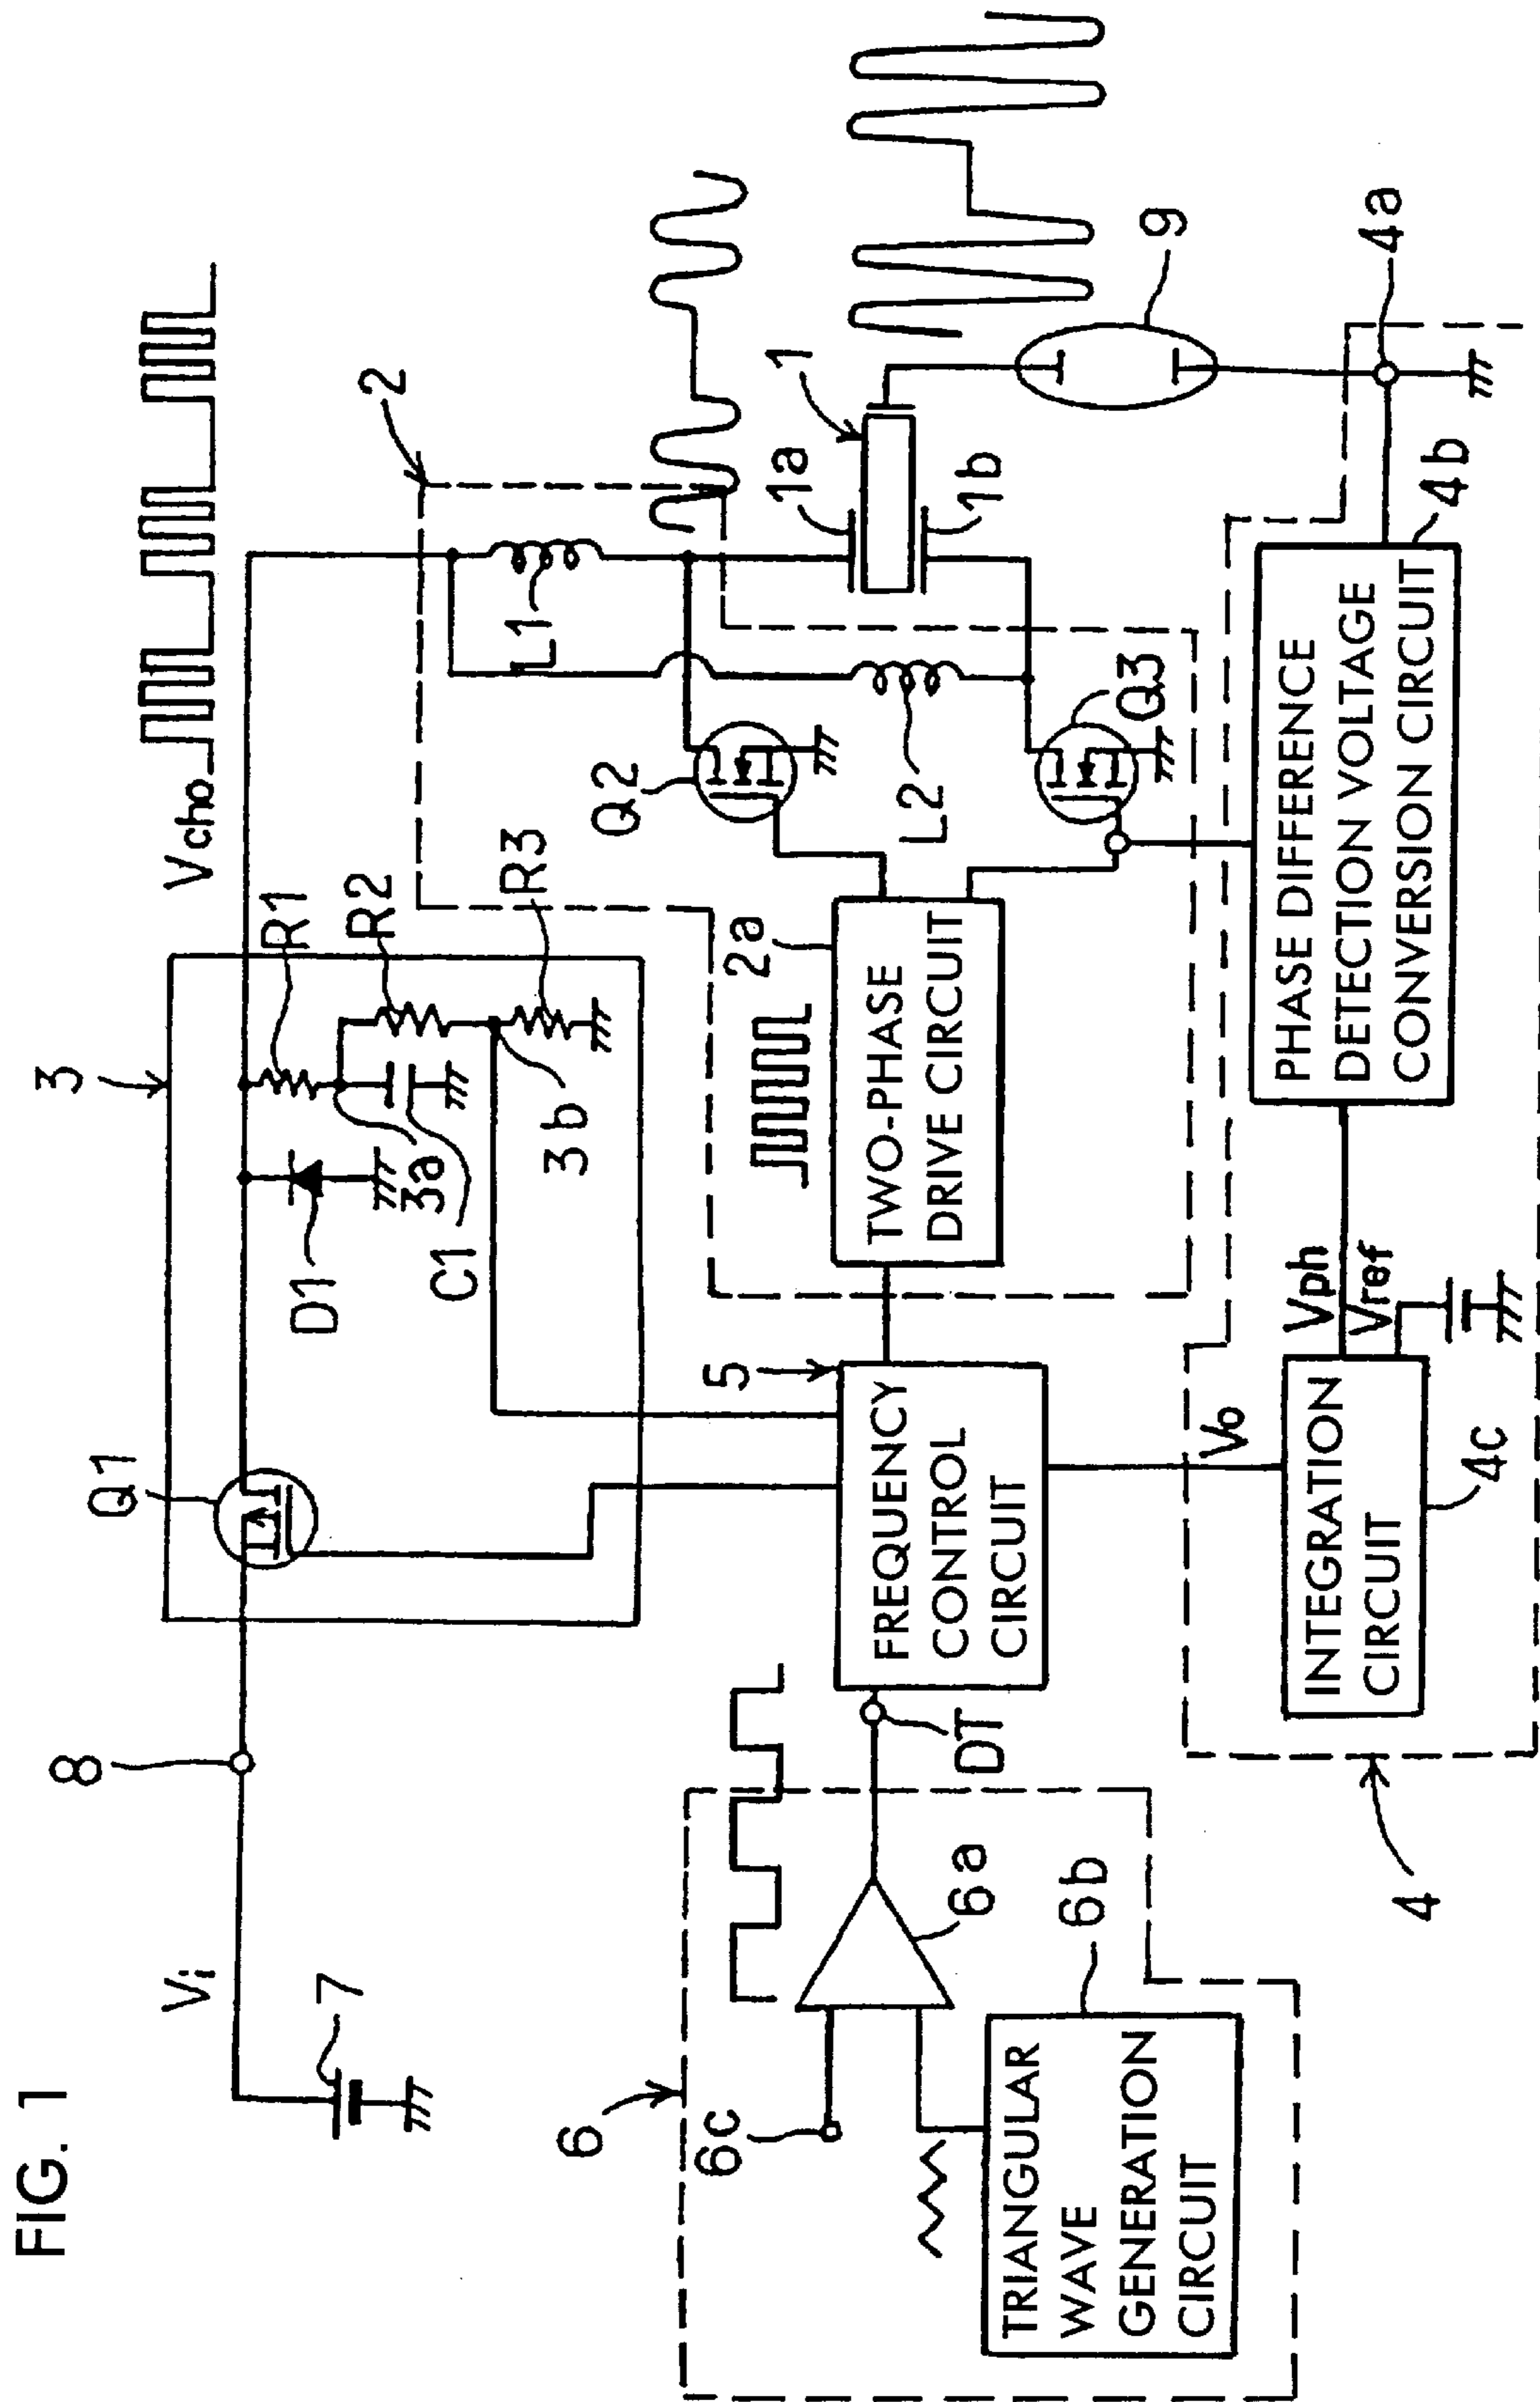 FIG. 1
Vi
7
8
3
Q1
D1
3a
C1
R1
R2
3b
R3
Vcho
2
L1
Q2
L2
Q3
1
1a
1b
9
4a
4b
2a
TWO-PHASE
DRIVE CIRCUIT
5
FREQUENCY
CONTROL
CIRCUIT
DT
6
6c
6a
6b
TRIANGULAR
WAVE
GENERATION
CIRCUIT
Vo
INTEGRATION
CIRCUIT
4c
4
Vph
Vref
PHASE DIFFERENCE
DETECTION VOLTAGE
CONVERSION CIRCUIT